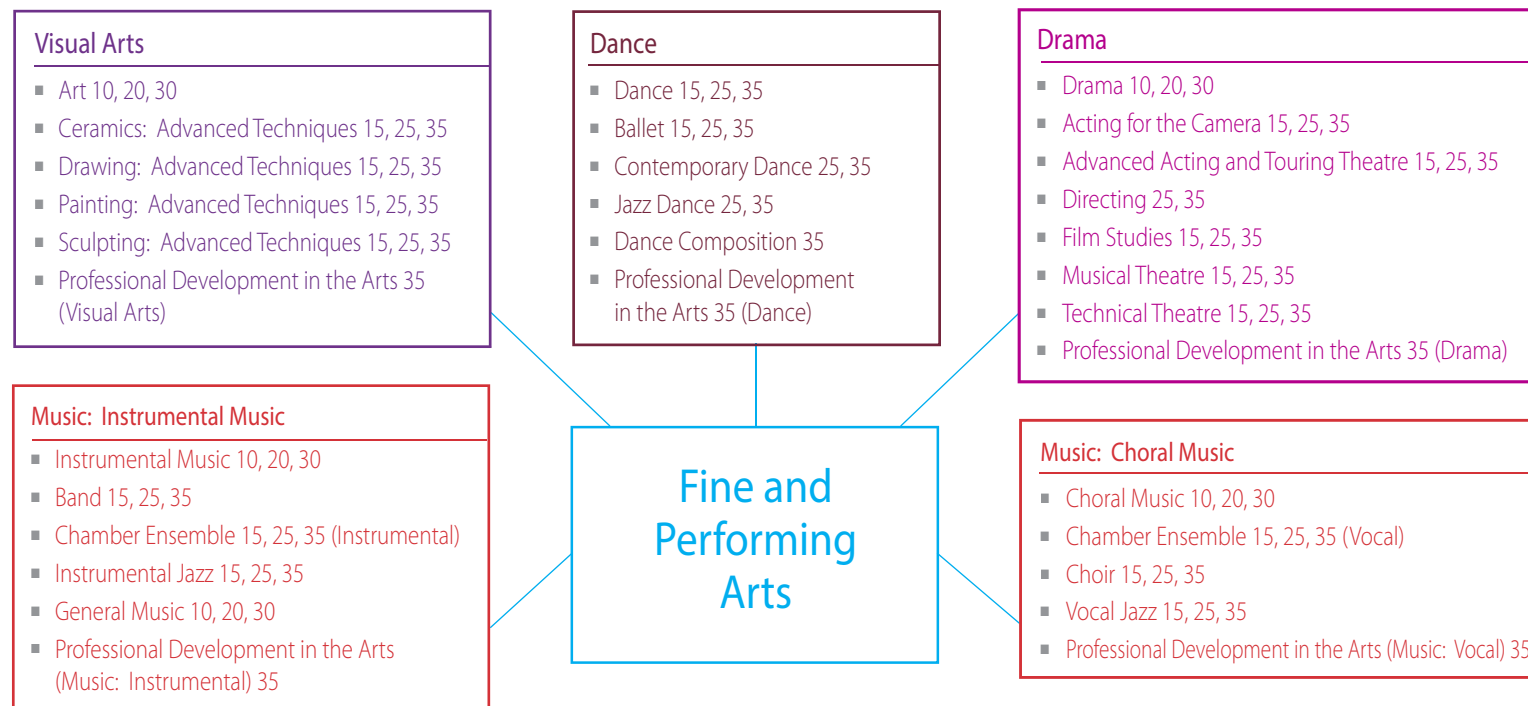 Visual Arts
Art 10, 20, 30
Ceramics: Advanced Techniques 15, 25, 35
Drawing: Advanced Techniques 15, 25, 35
Painting: Advanced Techniques 15, 25, 35
Sculpting: Advanced Techniques 15, 25, 35
Professional Development in the Arts 35
(Visual Arts)
Dance
Dance 15, 25, 35
Ballet 15, 25, 35
Contemporary Dance 25, 35
Jazz Dance 25, 35
Dance Composition 35
Professional Development
in the Arts 35 (Dance)
Drama
Drama 10, 20, 30
Acting for the Camera 15, 25, 35
Advanced Acting and Touring Theatre 15, 25, 35
Directing 25, 35
Film Studies 15, 25, 35
Musical Theatre 15, 25, 35
Technical Theatre 15, 25, 35
Professional Development in the Arts 35 (Drama)
Music: Instrumental Music
Instrumental Music 10, 20, 30
Band 15, 25, 35
Chamber Ensemble 15, 25, 35 (Instrumental)
Instrumental Jazz 15, 25, 35
General Music 10, 20, 30
Professional Development in the Arts
(Music: Instrumental) 35
Fine and
Performing
Arts
Music: Choral Music
Choral Music 10, 20, 30
Chamber Ensemble 15, 25, 35 (Vocal)
Choir 15, 25, 35
Vocal Jazz 15, 25, 35
Professional Development in the Arts (Music: Vocal) 35